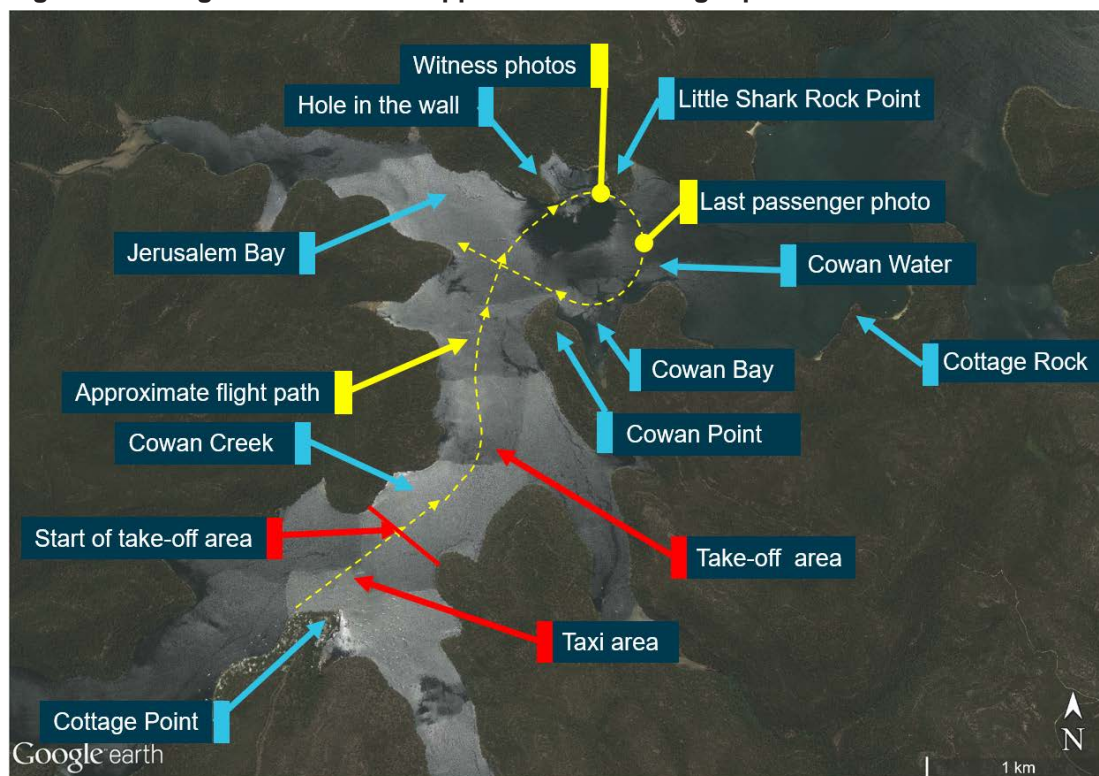 Witness photos
Hole in the wall
Little Shark Rock Point
Last passenger photo
Jerusalem Bay
Cowan Water
Approximate flight path
Cowan Bay
Cottage Rock
Cowan Creek
Cowan Point
Start of take-off area
Take-off area
Taxi area
Cottage Point
Google earth
N
1 km